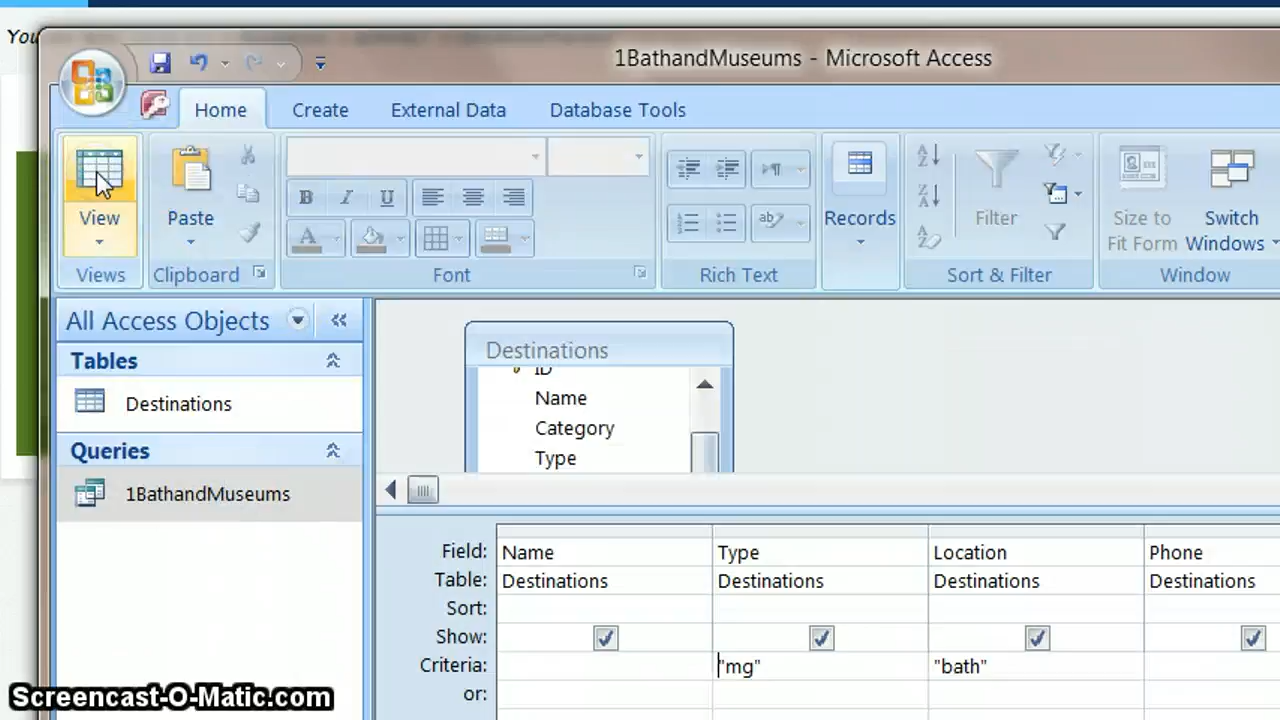 You
1BathandMuseums - Microsoft Access
Home Create External Data Database Tools
View Paste B I U A ab Records Filter Size to Fit Form Switch Windows
Views Clipboard Font Rich Text Sort & Filter Window
All Access Objects
Tables
Destinations
Queries
1BathandMuseums
Destinations
ID
Name
Category
Type
Field: Name Type Location Phone
Table: Destinations Destinations Destinations Destinations
Sort:
Show:
Criteria: "mg" "bath"
or:
Screencast-O-Matic.com